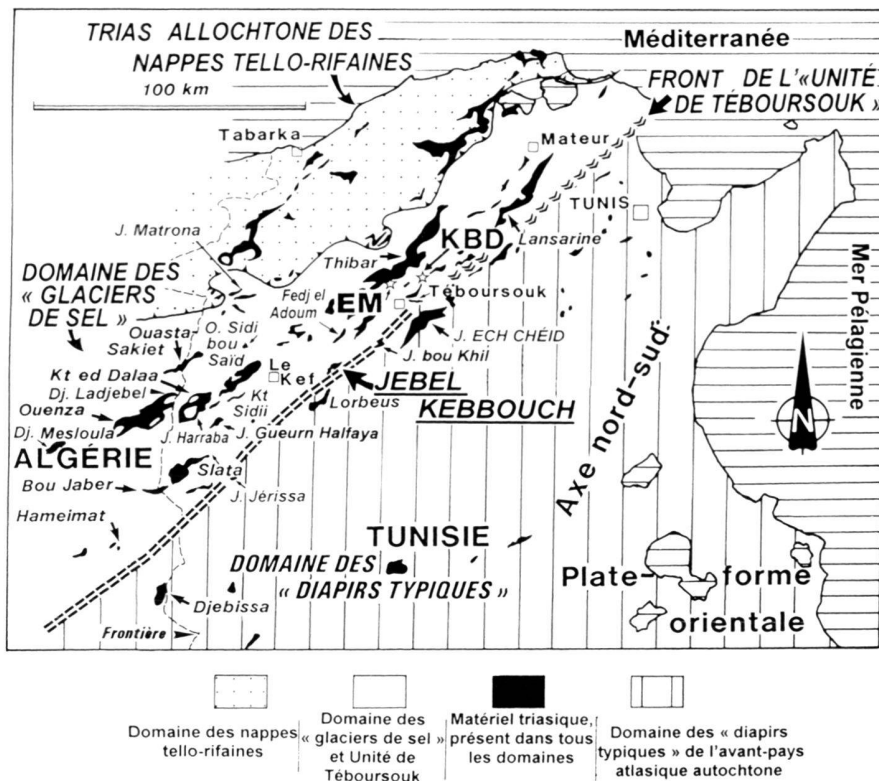 TRIAS ALLOCHTONE DES
NAPPES TELLO-RIFAINES
Méditerranée
100 km
FRONT DE L'«UNITÉ
DE TÉBOURSOUK »
Tabarka
Mateur
TUNIS
J. Matrona
KBD
Lansarine
Thibar
DOMAINE DES
« GLACIERS
DE SEL »
Fedj el
Adoum
EM
Téboursouk
Mer Pélagienne
Ouasta-
Sakiet
O. Sidi
bou
Saïd
J. ECH CHÉID
J. bou Khil
Kt ed Dalaa
Le
Kef
JEBEL
KEBBOUCH
Dj. Ladjebel
Kt
Sidii
Lorbeus
Ouenza
J. Harraba
J. Gueurn Halfaya
Dj. Mesloula
ALGÉRIE
Slata
Bou Jaber
J. Jérissa
Hameimat
Axe nord-sud
N
TUNISIE
DOMAINE DES
« DIAPIRS TYPIQUES »
Plate-forme
orientale
Djebissa
Frontière
Domaine des nappes
tello-rifaines
Domaine des
« glaciers de sel »
et Unité de
Téboursouk
Matériel triasique,
présent dans tous
les domaines
Domaine des « diapirs
typiques » de l'avant-pays
atlasique autochtone